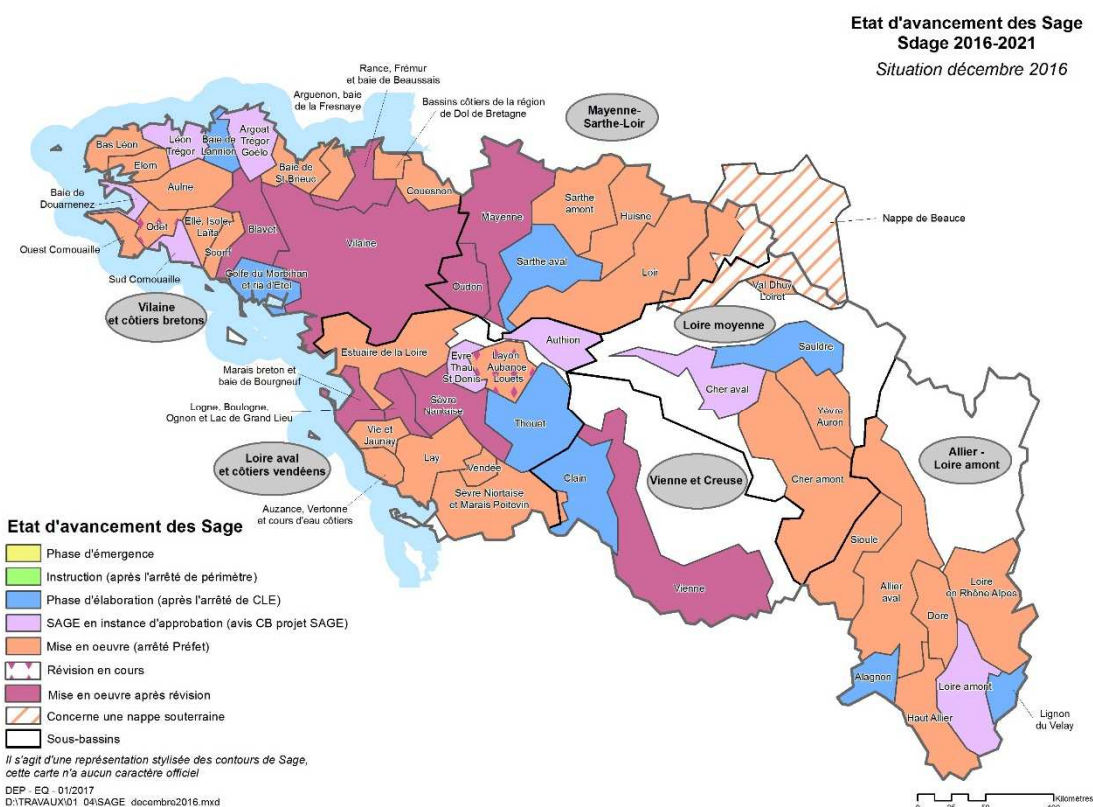 Etat d'avancement des Sage
Sdage 2016-2021
Situation décembre 2016
Rance, Frémur
et baie de Beaussais
Arguenon, baie
de la Fresnaye
Bassins côtiers de la région
de Dol de Bretagne
Mayenne-
Sarthe-Loir
Bas Léon
Elorn
Léon
Trégor
Baie de
Lannion
Argoat
Trégor
Goëlo
Baie de
St Brieuc
Couesnon
Aulne
Baie de
Douarnenez
Odet
Ellé, Isole,
Laïta
Scorff
Blavet
Vilaine
Mayenne
Oudon
Sarthe
amont
Huisne
Sarthe aval
Loir
Nappe de Beauce
Val Dhuy
Loiret
Ouest Cornouaille
Sud Cornouaille
Golfe du Morbihan
et ria d'Etel
Vilaine
et côtiers bretons
Loire moyenne
Estuaire de la Loire
Authion
Sauldre
Evre
Thau
St Denis
Layon
Aubance
Louets
Cher aval
Marais breton et
baie de Bourgneuf
Logne, Boulogne,
Ognon et Lac de Grand Lieu
Sèvre
Nantaise
Thouet
Yèvre
Auron
Vie et
Jaunay
Lay
Vendée
Loire aval
et côtiers vendéens
Clain
Vienne et Creuse
Allier -
Loire amont
Cher amont
Auzance, Vertonne
et cours d'eau côtiers
Sèvre Niortaise
et Marais Poitevin
Vienne
Sioule
Allier
aval
Dore
Loire
en Rhône Alpes
Alagnon
Loire amont
Haut Allier
Lignon
du Velay
Etat d'avancement des Sage
Phase d'émergence
Instruction (après l'arrêté de périmètre)
Phase d'élaboration (après l'arrêté de CLE)
SAGE en instance d'approbation (avis CB projet SAGE)
Mise en oeuvre (arrêté Préfet)
Révision en cours
Mise en oeuvre après révision
Concerne une nappe souterraine
Sous-bassins
Il s'agit d'une représentation stylisée des contours de Sage,
cette carte n'a aucun caractère officiel
DEP - EQ - 01/2017
D:\TRAVAUX\01_04\SAGE_decembre2016.mxd
Kilomètres
0 25 50 100